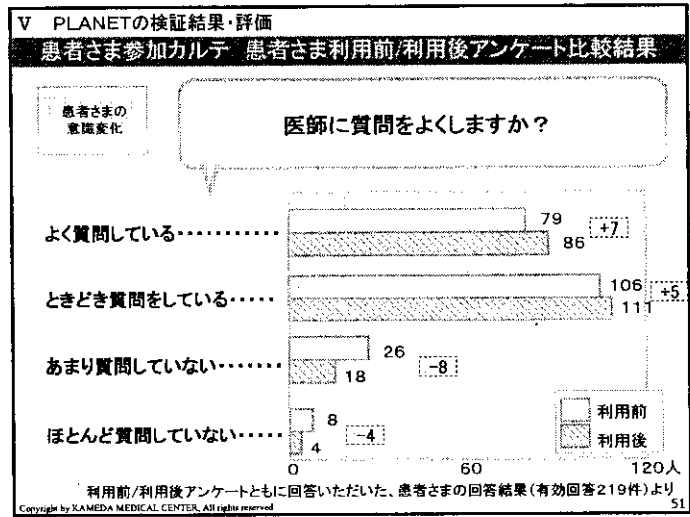 V PLANETの検証結果・評価
患者さま参加カルテ 患者さま利用前/利用後アンケート比較結果
患者さまの
意識変化
医師に質問をよくしますか？
よく質問している・・・・・・・・・・・
79
86
+7
ときどき質問をしている・・・・・
106
111
+5
あまり質問していない・・・・・・・
26
18
-8
ほとんど質問していない・・・・・
8
4
-4
利用前
利用後
0 60 120人
利用前/利用後アンケートともに回答いただいた、患者さまの回答結果(有効回答219件)より
Copyright by KAMEDA MEDICAL CENTER, All rights reserved
51